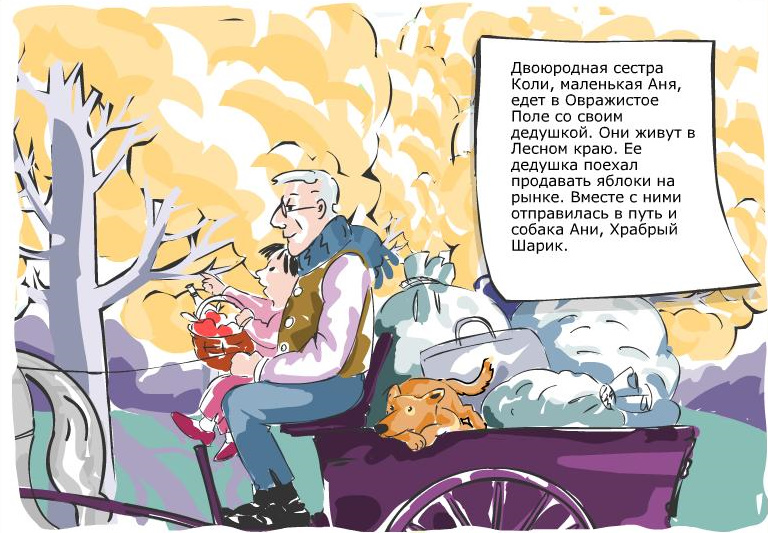 Двоюродная сестра
Коли, маленькая Аня,
едет в Овражистое
Поле со своим
дедушкой. Они живут в
Лесном краю. Ее
дедушка поехал
продавать яблоки на
рынке. Вместе с ними
отправилась в путь и
собака Ани, Храбрый
Шарик.